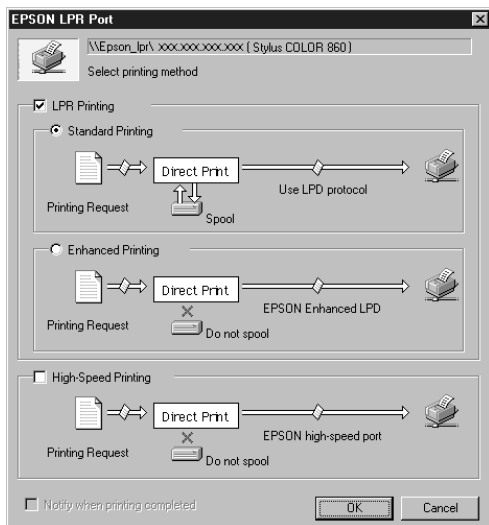 EPSON LPR Port
\\Epson_lpr\ xxx.xxx.xxx.xxx ( Stylus COLOR 860 )
Select printing method
LPR Printing
Standard Printing
Direct Print
Use LPD protocol
Printing Request
Spool
Enhanced Printing
Direct Print
EPSON Enhanced LPD
Printing Request
Do not spool
High-Speed Printing
Direct Print
EPSON high-speed port
Printing Request
Do not spool
Notify when printing completed
OK
Cancel